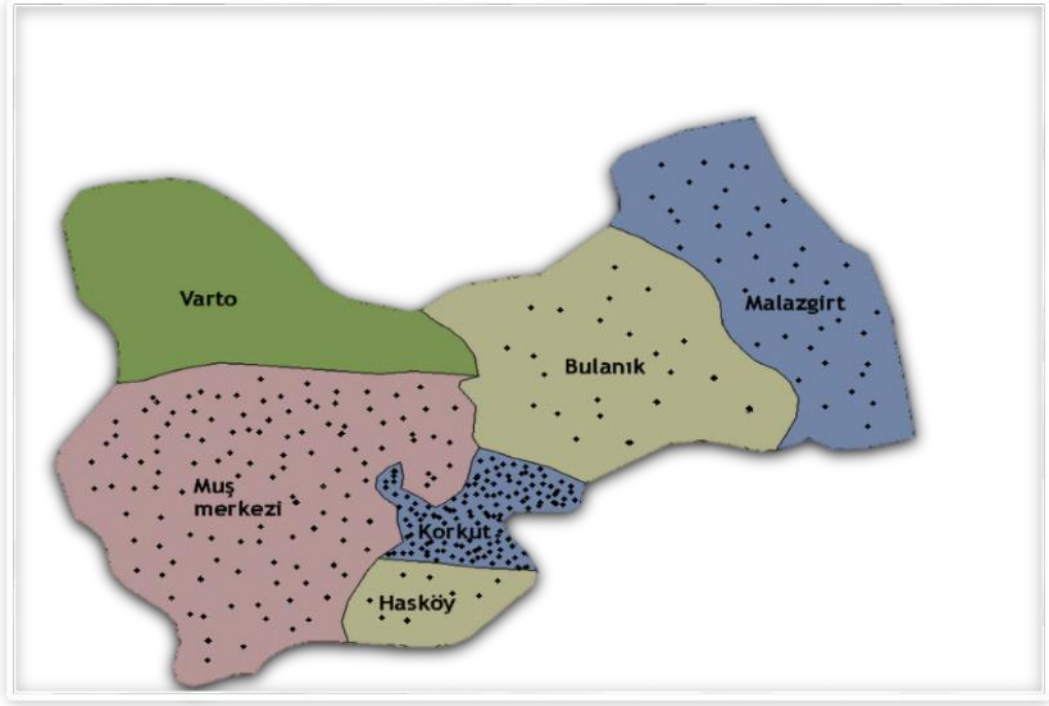 Varto
Malazgirt
Bulanık
Muş
merkezi
Korkut
Hasköy